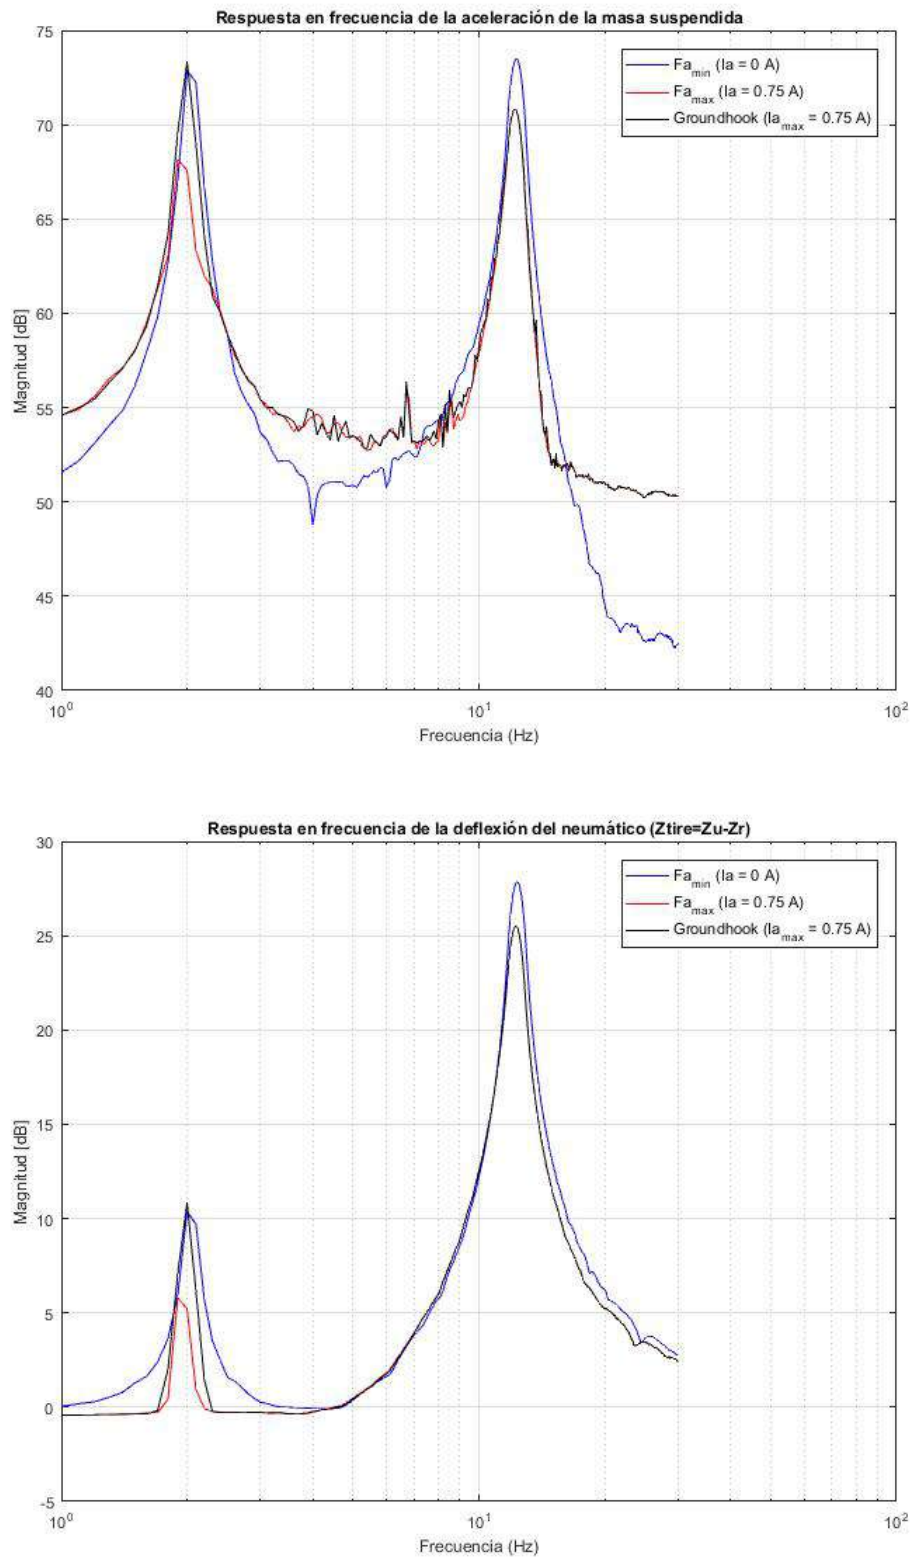 Respuesta en frecuencia de la aceleración de la masa suspendida
75
70
65
60
55
50
45
40
Magnitud [dB]
Fa_min (Ia = 0 A)
Fa_max (Ia = 0.75 A)
Groundhook (Ia_max = 0.75 A)
10^0
10^1
10^2
Frecuencia (Hz)
Respuesta en frecuencia de la deflexión del neumático (Ztire=Zu-Zr)
30
25
20
15
10
5
0
-5
Magnitud [dB]
Fa_min (Ia = 0 A)
Fa_max (Ia = 0.75 A)
Groundhook (Ia_max = 0.75 A)
10^0
10^1
10^2
Frecuencia (Hz)